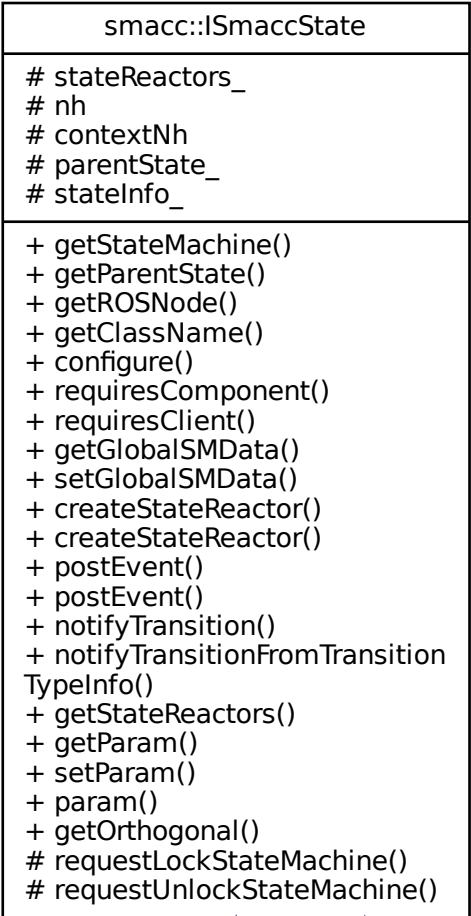 smacc::ISmaccState
# stateReactors_
# nh
# contextNh
# parentState_
# stateInfo_
+ getStateMachine()
+ getParentState()
+ getROSNode()
+ getClassName()
+ configure()
+ requiresComponent()
+ requiresClient()
+ getGlobalSMData()
+ setGlobalSMData()
+ createStateReactor()
+ createStateReactor()
+ postEvent()
+ postEvent()
+ notifyTransition()
+ notifyTransitionFromTransition
TypeInfo()
+ getStateReactors()
+ getParam()
+ setParam()
+ param()
+ getOrthogonal()
# requestLockStateMachine()
# requestUnlockStateMachine()